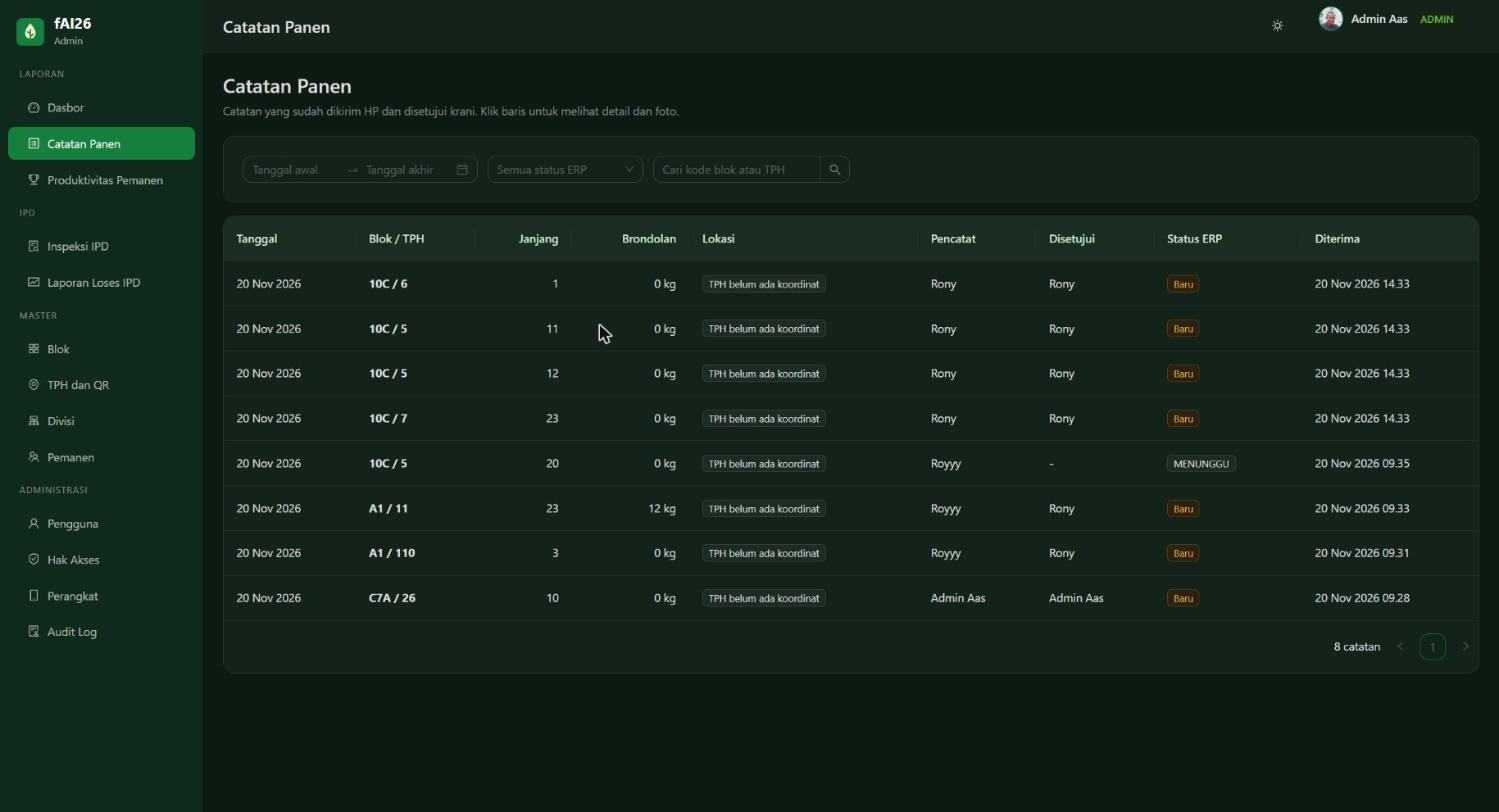 fAI26
Admin
LAPORAN
Dasbor
Catatan Panen
Produktivitas Pemanen
IPD
Inspeksi IPD
Laporan Loses IPD
MASTER
Blok
TPH dan QR
Divisi
Pemanen
ADMINISTRASI
Pengguna
Hak Akses
Perangkat
Audit Log
Catatan Panen
Admin Aas ADMIN
Catatan Panen
Catatan yang sudah dikirim HP dan disetujui krani. Klik baris untuk melihat detail dan foto.
Tanggal awal → Tanggal akhir Semua status ERP Cari kode blok atau TPH
Tanggal Blok / TPH Janjang Brondolan Lokasi Pencatat Disetujui Status ERP Diterima
20 Nov 2026 10C / 6 1 0 kg TPH belum ada koordinat Rony Rony Baru 20 Nov 2026 14.33
20 Nov 2026 10C / 5 11 0 kg TPH belum ada koordinat Rony Rony Baru 20 Nov 2026 14.33
20 Nov 2026 10C / 5 12 0 kg TPH belum ada koordinat Rony Rony Baru 20 Nov 2026 14.33
20 Nov 2026 10C / 7 23 0 kg TPH belum ada koordinat Rony Rony Baru 20 Nov 2026 14.33
20 Nov 2026 10C / 5 20 0 kg TPH belum ada koordinat Royyy - MENUNGGU 20 Nov 2026 09.35
20 Nov 2026 A1 / 11 23 12 kg TPH belum ada koordinat Royyy Rony Baru 20 Nov 2026 09.33
20 Nov 2026 A1 / 110 3 0 kg TPH belum ada koordinat Royyy Rony Baru 20 Nov 2026 09.31
20 Nov 2026 C7A / 26 10 0 kg TPH belum ada koordinat Admin Aas Admin Aas Baru 20 Nov 2026 09.28
8 catatan < 1 >